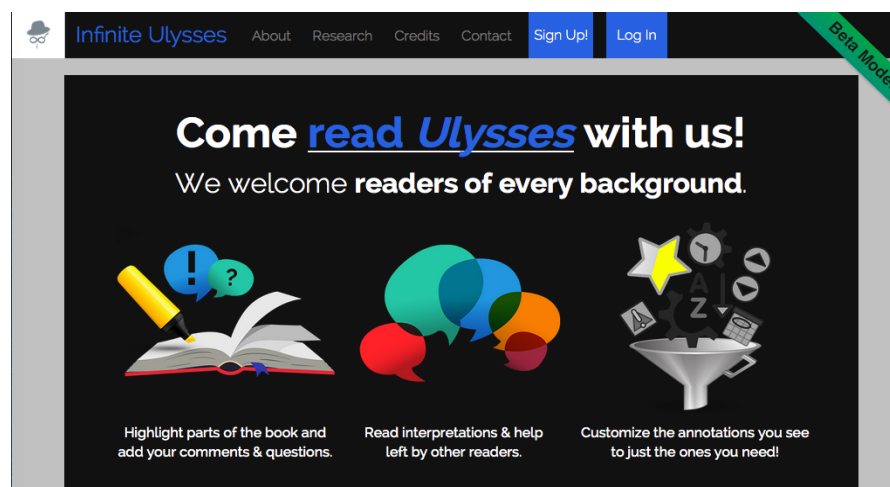 Infinite Ulysses About Research Credits Contact Sign Up! Log In
Beta Mode
Come read Ulysses with us!
We welcome readers of every background.
! ?
A
Z
Highlight parts of the book and
add your comments & questions.
Read interpretations & help
left by other readers.
Customize the annotations you see
to just the ones you need!